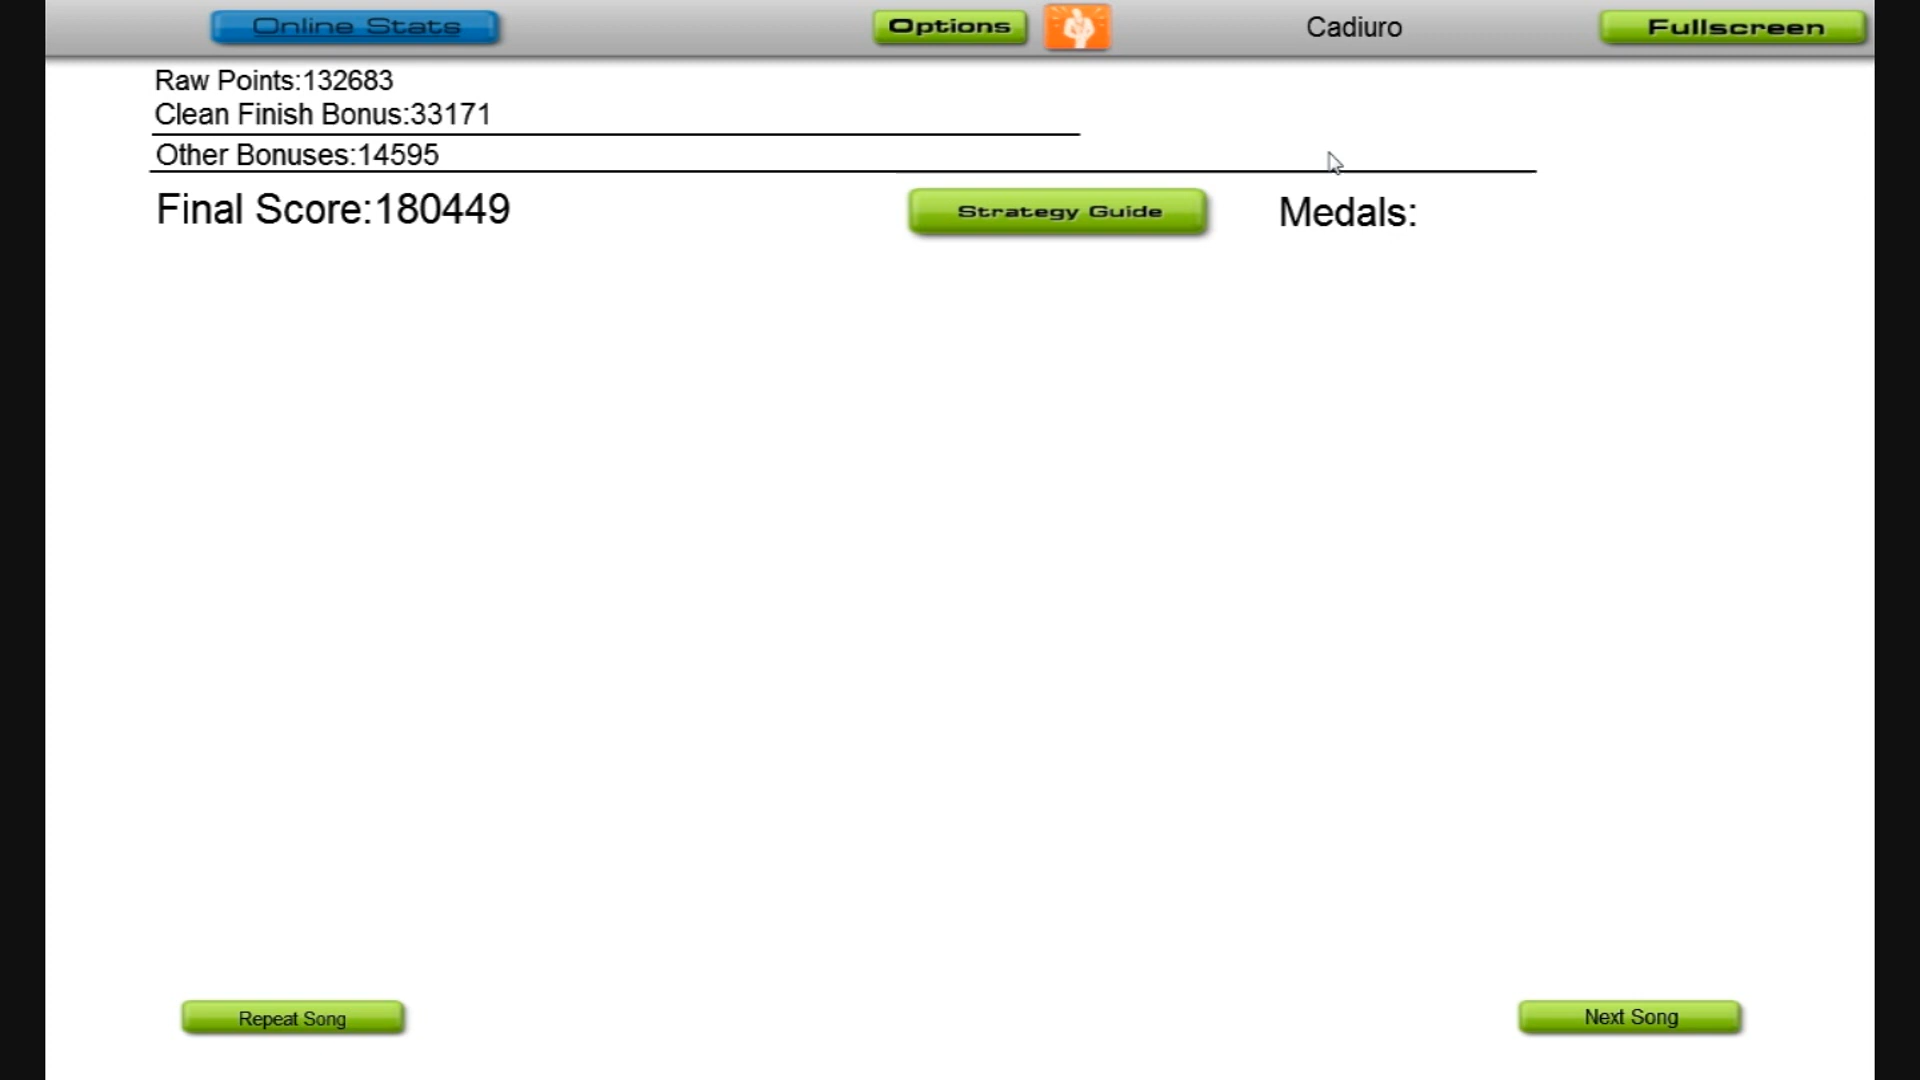 Online Stats
Options
Cadiuro
Fullscreen
Raw Points:132683
Clean Finish Bonus:33171
Other Bonuses:14595
Final Score:180449
Strategy Guide
Medals:
Repeat Song
Next Song